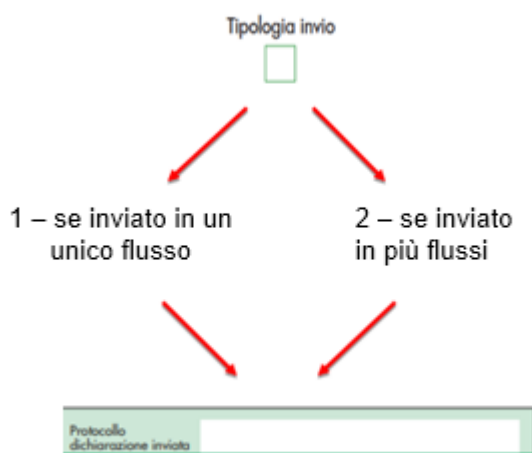 Tipologia invio
1 – se inviato in un
unico flusso
2 – se inviato
in più flussi
Protocollo
dichiarazione inviata